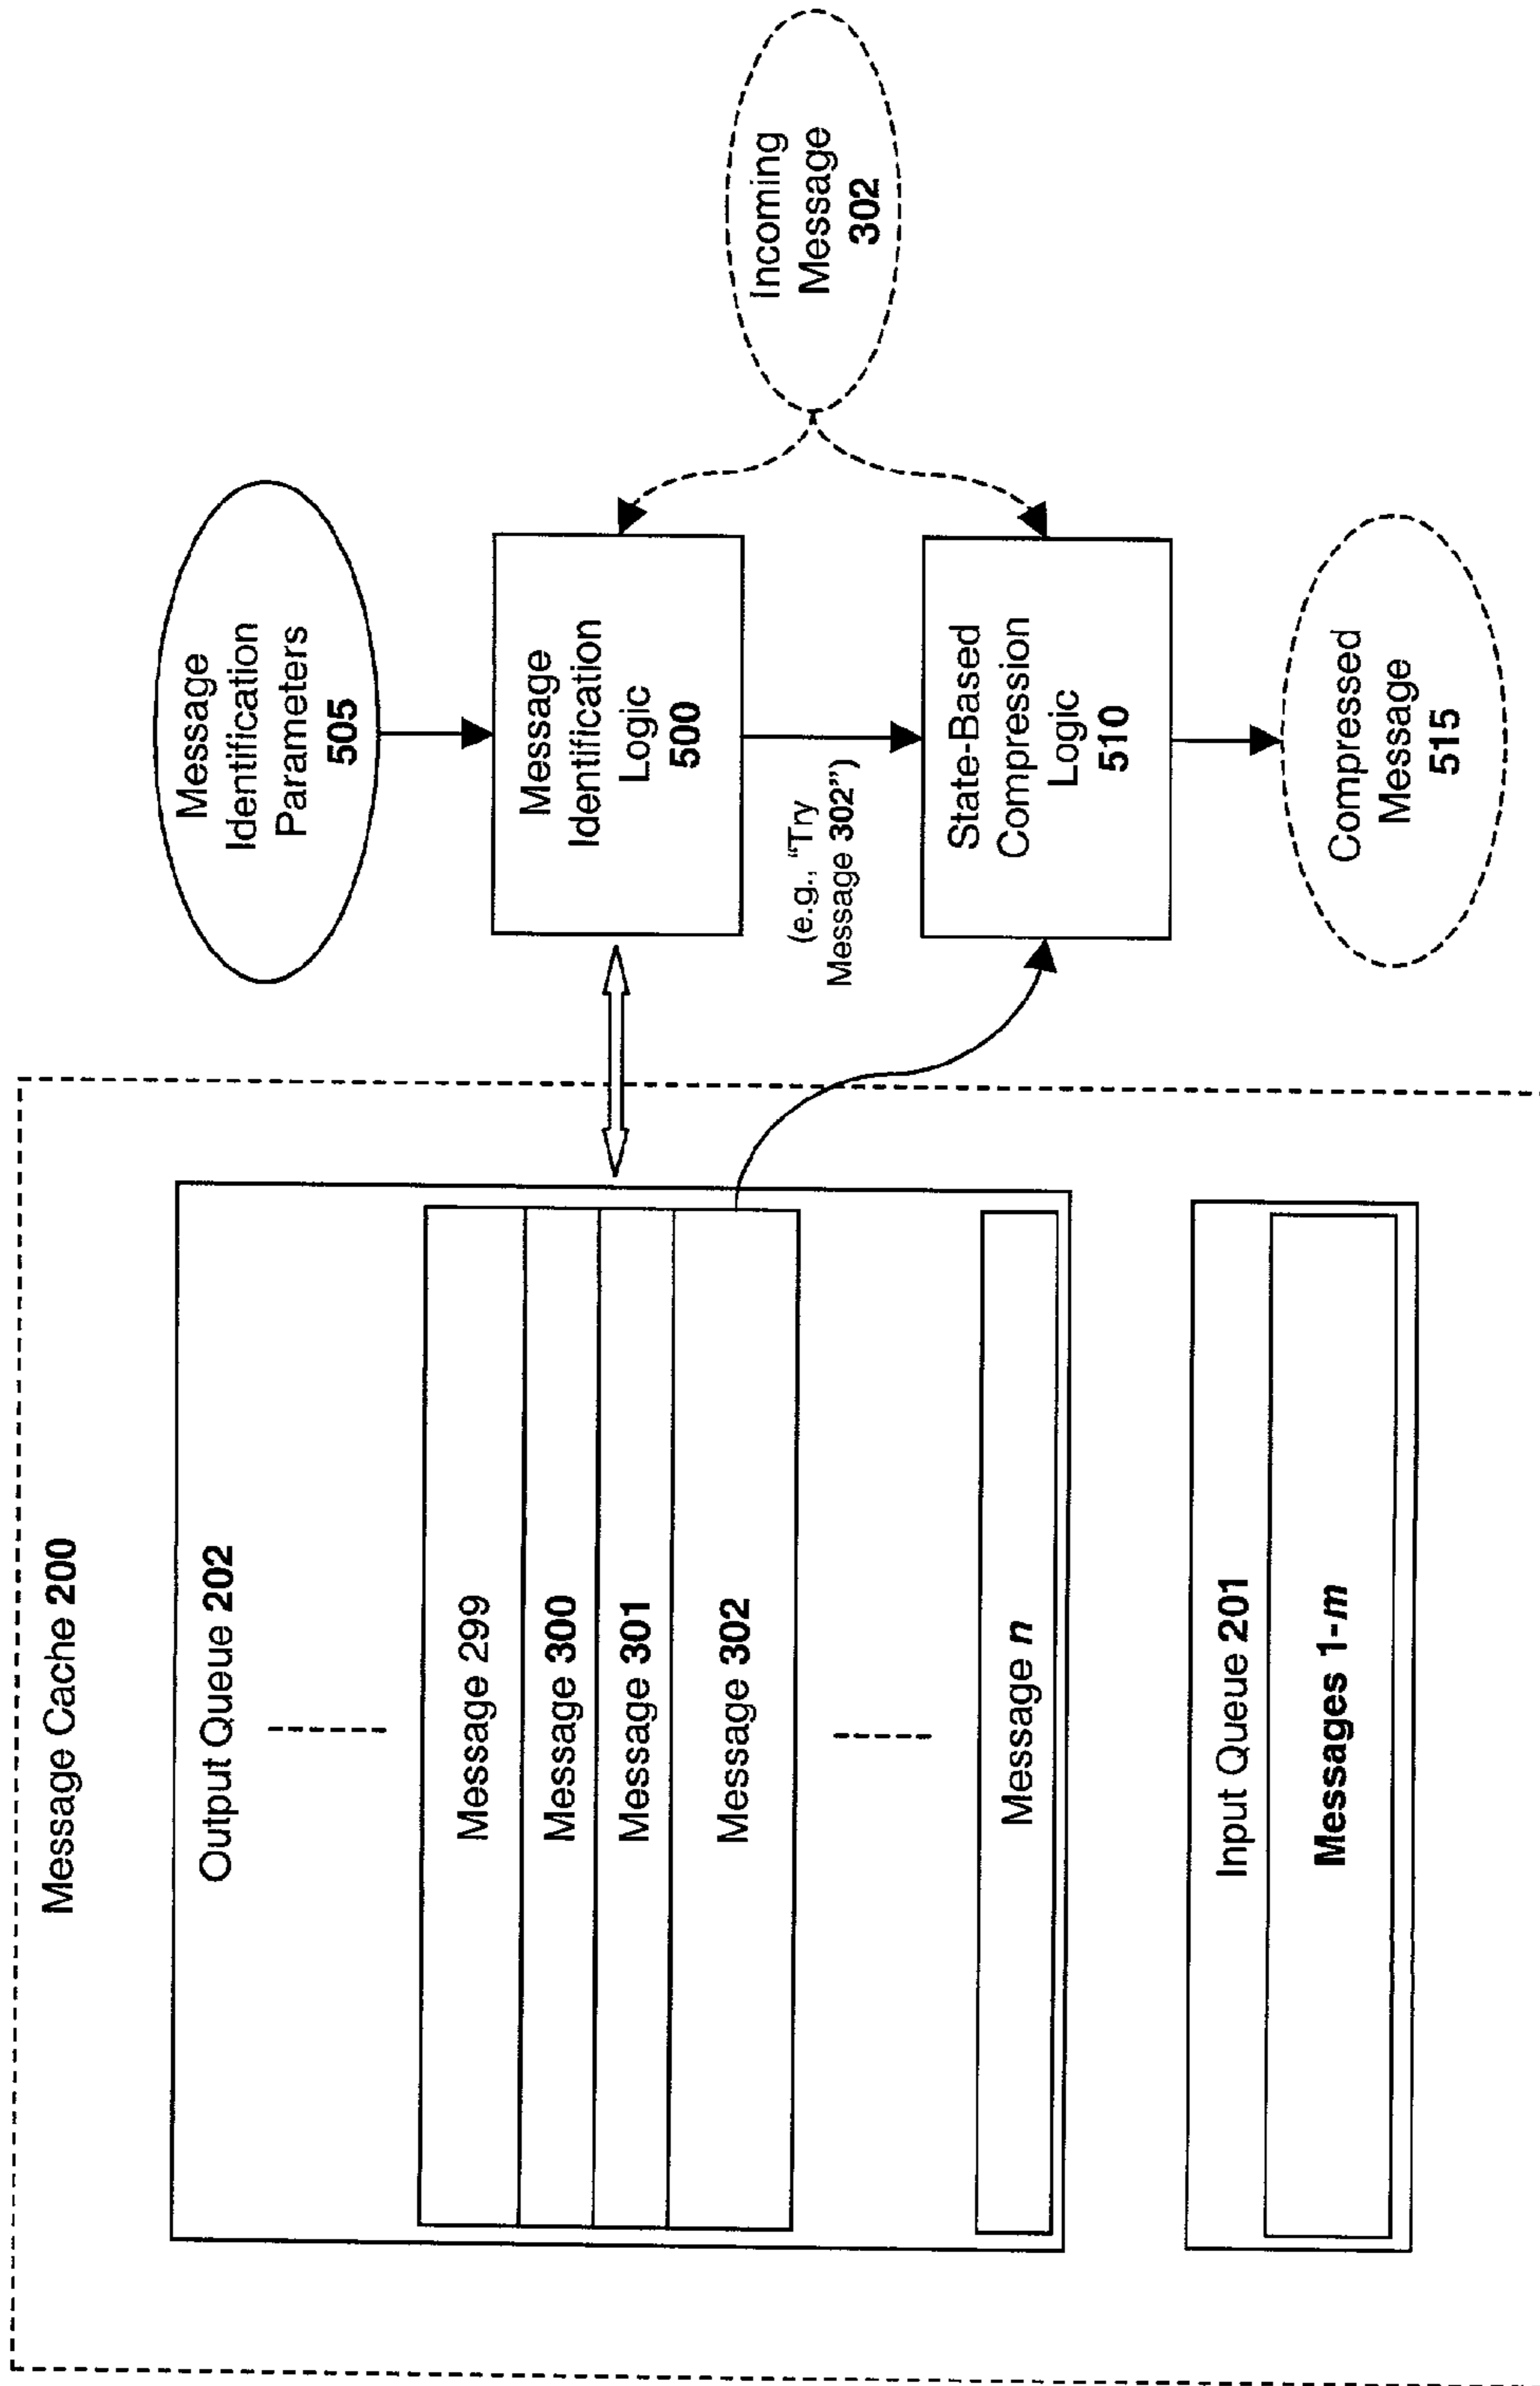 Message Cache 200
Output Queue 202
Message 299
Message 300
Message 301
Message 302
Message n
Input Queue 201
Messages 1-m
Message
Identification
Parameters
505
Message
Identification
Logic
500
(e.g., "Try
Message 302")
State-Based
Compression
Logic
510
Compressed
Message
515
Incoming
Message
302